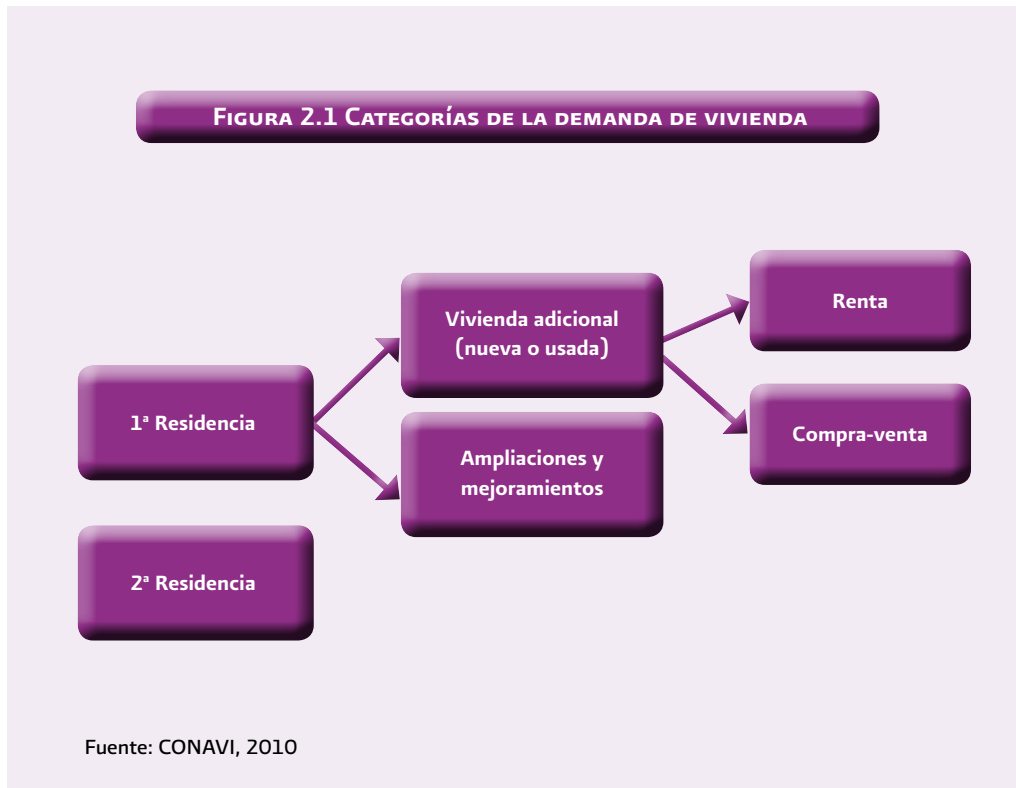 Figura 2.1 Categorías de la demanda de vivienda
Vivienda adicional
(nueva o usada)
Renta
1ª Residencia
Ampliaciones y
mejoramientos
Compra-venta
2ª Residencia
Fuente: CONAVI, 2010